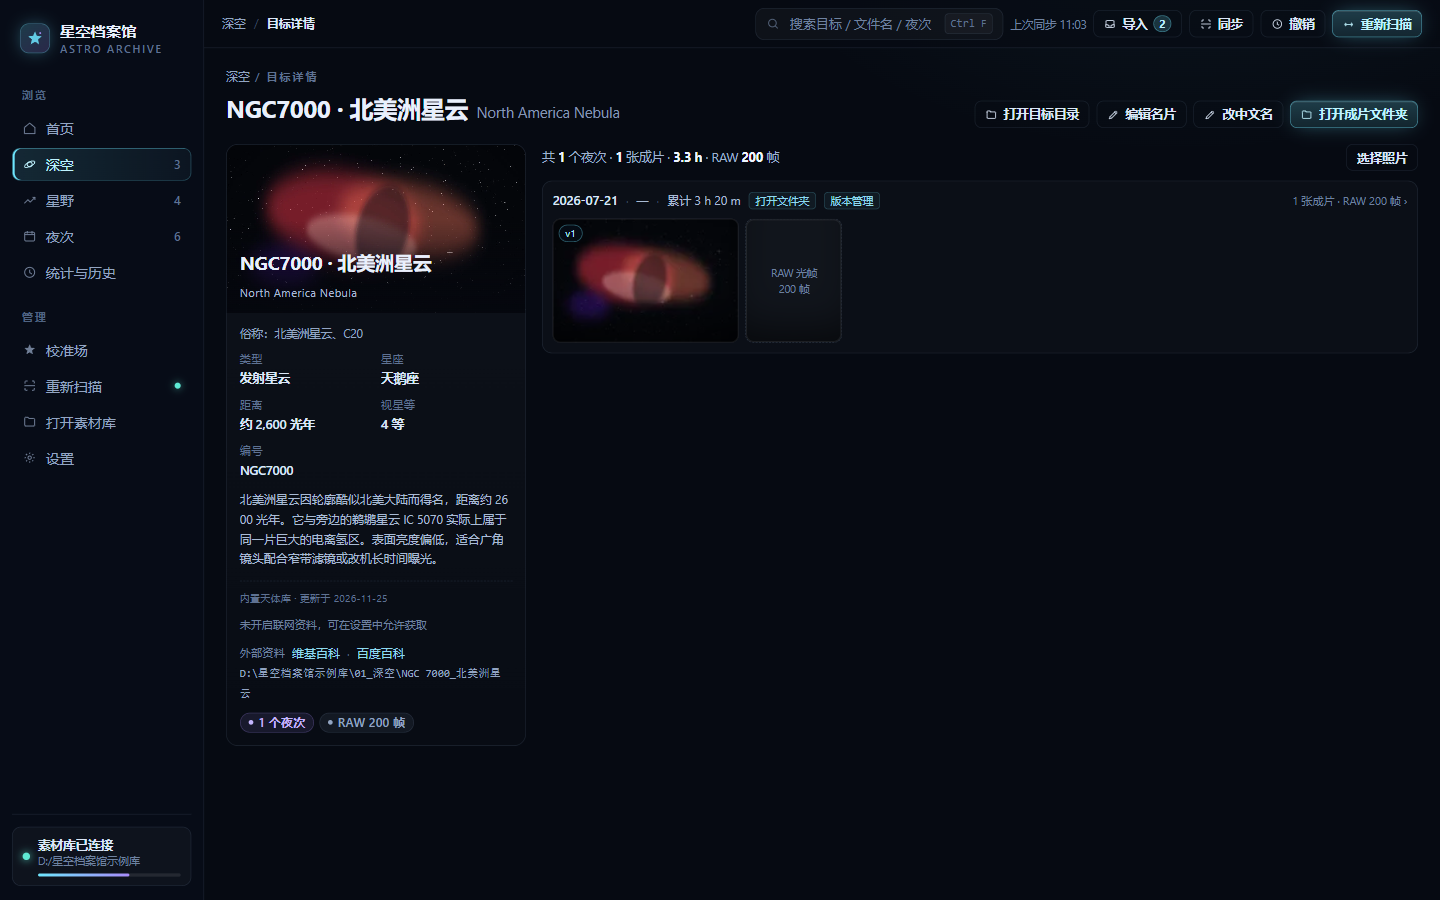 星空档案馆
ASTRO ARCHIVE
浏览
首页
深空 3
星野 4
夜次 6
统计与历史
管理
校准场
重新扫描
打开素材库
设置
素材库已连接
D:/星空档案馆示例库
深空 / 目标详情
搜索目标 / 文件名 / 夜次 Ctrl F
上次同步 11:03
导入 2
同步
撤销
重新扫描
深空 / 目标详情
NGC7000 · 北美洲星云 North America Nebula
打开目标目录
编辑名片
改中文名
打开成片文件夹
NGC7000 · 北美洲星云
North America Nebula
俗称：北美洲星云、C20
类型 星座
发射星云 天鹅座
距离 视星等
约 2,600 光年 4 等
编号
NGC7000
北美洲星云因轮廓酷似北美大陆而得名，距离约 26
00 光年。它与旁边的鹈鹕星云 IC 5070 实际上属于
同一片巨大的电离氢区。表面亮度偏低，适合广角
镜头配合窄带滤镜或改机长时间曝光。
内置天体库 · 更新于 2026-11-25
未开启联网资料，可在设置中允许获取
外部资料 维基百科 · 百度百科
D:\星空档案馆示例库\01_深空\NGC 7000_北美洲星
云
1 个夜次 RAW 200 帧
共 1 个夜次 · 1 张成片 · 3.3 h · RAW 200 帧
选择照片
2026-07-21 · — · 累计 3 h 20 m 打开文件夹 版本管理
1 张成片 · RAW 200 帧 ›
v1
RAW 光帧
200 帧